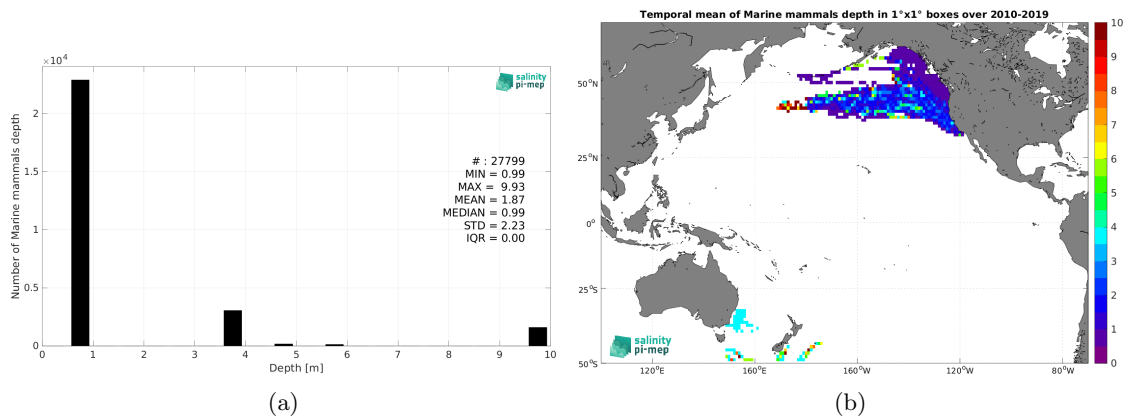 ×10⁴
2
1.5
1
0.5
0
Number of Marine mammals depth
0 1 2 3 4 5 6 7 8 9 10
Depth [m]
salinity
pi-mep
# : 27799
MIN = 0.99
MAX = 9.93
MEAN = 1.87
MEDIAN = 0.99
STD = 2.23
IQR = 0.00
(a)
Temporal mean of Marine mammals depth in 1°x1° boxes over 2010-2019
50°N
25°N
0°
25°S
50°S
120°E 160°E 160°W 120°W 80°W
salinity
pi-mep
10
9
8
7
6
5
4
3
2
1
0
(b)